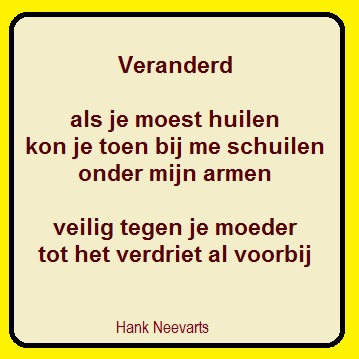 Veranderd
als je moest huilen
kon je toen bij me schuilen
onder mijn armen
veilig tegen je moeder
tot het verdriet al voorbij
Hank Neevarts